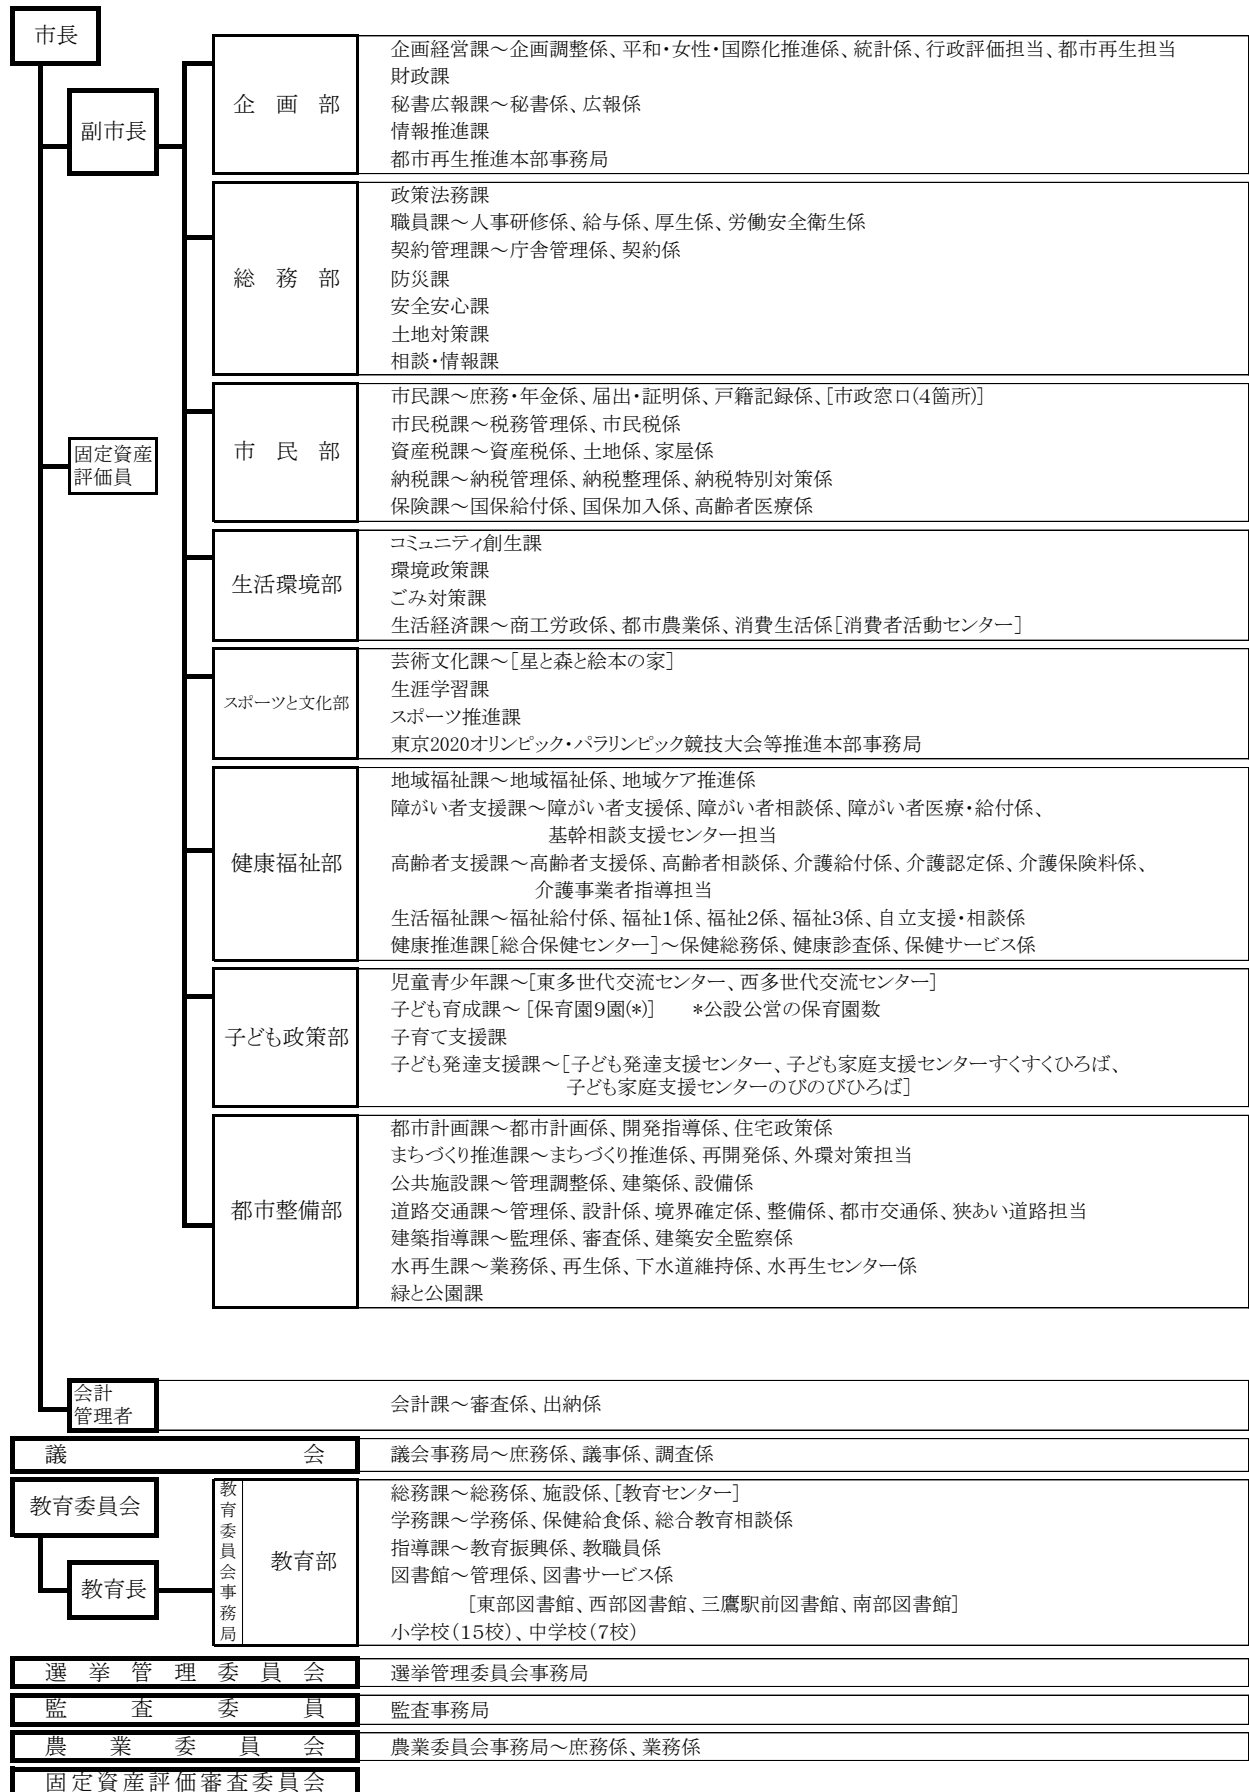 市長
副市長
企画部
企画経営課～企画調整係、平和・女性・国際化推進係、統計係、行政評価担当、都市再生担当
財政課
秘書広報課～秘書係、広報係
情報推進課
都市再生推進本部事務局
総務部
政策法務課
職員課～人事研修係、給与係、厚生係、労働安全衛生係
契約管理課～庁舎管理係、契約係
防災課
安全安心課
土地対策課
相談・情報課
固定資産
評価員
市民部
市民課～庶務・年金係、届出・証明係、戸籍記録係、[市政窓口(4箇所)]
市民税課～税務管理係、市民税係
資産税課～資産税係、土地係、家屋係
納税課～納税管理係、納税整理係、納税特別対策係
保険課～国保給付係、国保加入係、高齢者医療係
生活環境部
コミュニティ創生課
環境政策課
ごみ対策課
生活経済課～商工労政係、都市農業係、消費生活係[消費者活動センター]
スポーツと文化部
芸術文化課～[星と森と絵本の家]
生涯学習課
スポーツ推進課
東京2020オリンピック・パラリンピック競技大会等推進本部事務局
健康福祉部
地域福祉課～地域福祉係、地域ケア推進係
障がい者支援課～障がい者支援係、障がい者相談係、障がい者医療・給付係、
基幹相談支援センター担当
高齢者支援課～高齢者支援係、高齢者相談係、介護給付係、介護認定係、介護保険料係、
介護事業者指導担当
生活福祉課～福祉給付係、福祉1係、福祉2係、福祉3係、自立支援・相談係
健康推進課[総合保健センター]～保健総務係、健康診査係、保健サービス係
子ども政策部
児童青少年課～[東多世代交流センター、西多世代交流センター]
子ども育成課～ [保育園9園(*)]　*公設公営の保育園数
子育て支援課
子ども発達支援課～[子ども発達支援センター、子ども家庭支援センターすくすくひろば、
子ども家庭支援センターのびのびひろば]
都市整備部
都市計画課～都市計画係、開発指導係、住宅政策係
まちづくり推進課～まちづくり推進係、再開発係、外環対策担当
公共施設課～管理調整係、建築係、設備係
道路交通課～管理係、設計係、境界確定係、整備係、都市交通係、狭あい道路担当
建築指導課～監理係、審査係、建築安全監察係
水再生課～業務係、再生係、下水道維持係、水再生センター係
緑と公園課
会計
管理者
会計課～審査係、出納係
議会
議会事務局～庶務係、議事係、調査係
教育委員会
教育長
教育委員会事務局
教育部
総務課～総務係、施設係、[教育センター]
学務課～学務係、保健給食係、総合教育相談係
指導課～教育振興係、教職員係
図書館～管理係、図書サービス係
[東部図書館、西部図書館、三鷹駅前図書館、南部図書館]
小学校(15校)、中学校(7校)
選挙管理委員会
選挙管理委員会事務局
監査委員
監査事務局
農業委員会
農業委員会事務局～庶務係、業務係
固定資産評価審査委員会